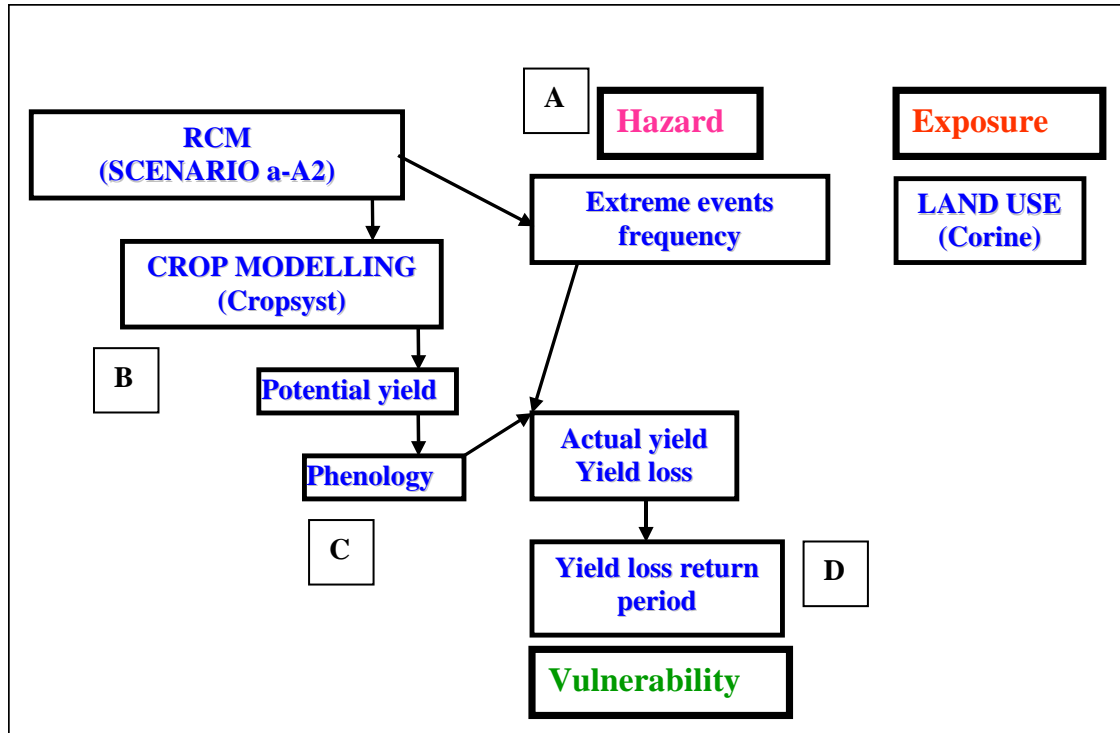 A
Hazard
Exposure
RCM
(SCENARIO a-A2)
Extreme events
frequency
LAND USE
(Corine)
CROP MODELLING
(Cropsyst)
B
Potential yield
Actual yield
Yield loss
Phenology
C
Yield loss return
period
D
Vulnerability